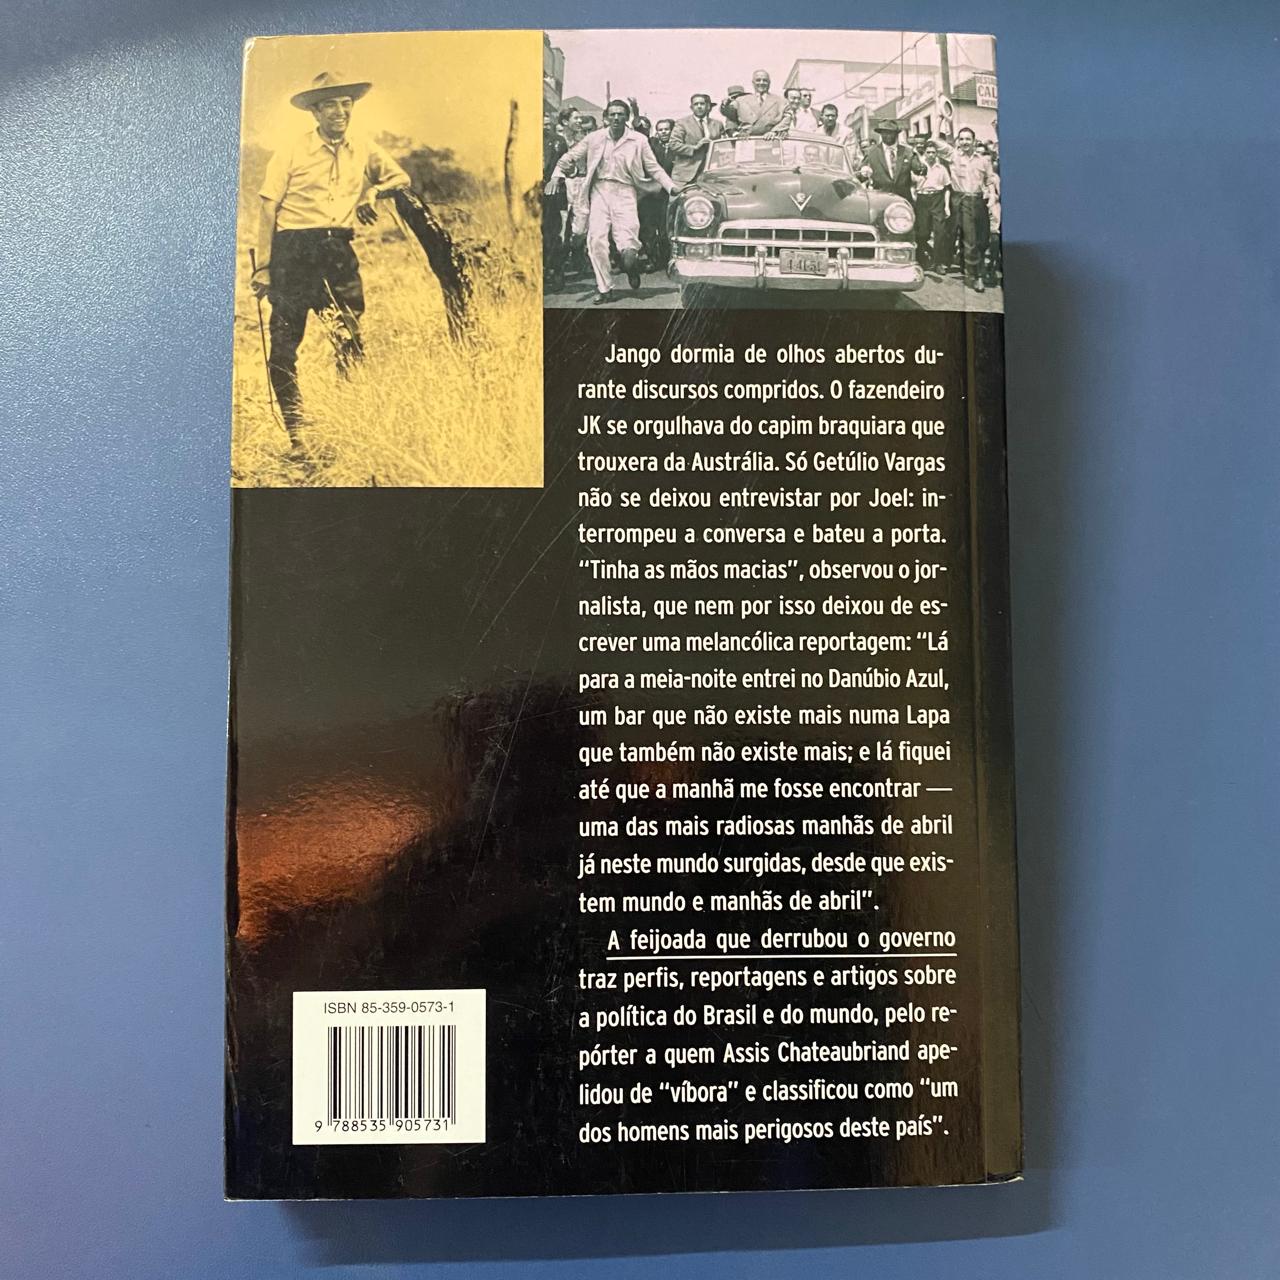 CAL
4-41-51
Jango dormia de olhos abertos du-
rante discursos compridos. O fazendeiro
JK se orgulhava do capim braquiara que
trouxera da Austrália. Só Getúlio Vargas
não se deixou entrevistar por Joel: in-
terrompeu a conversa e bateu a porta.
“Tinha as mãos macias”, observou o jor-
nalista, que nem por isso deixou de es-
crever uma melancólica reportagem: “Lá
para a meia-noite entrei no Danúbio Azul,
um bar que não existe mais numa Lapa
que também não existe mais; e lá fiquei
até que a manhã me fosse encontrar —
uma das mais radiosas manhãs de abril
já neste mundo surgidas, desde que exis-
tem mundo e manhãs de abril”.
A feijoada que derrubou o governo
traz perfis, reportagens e artigos sobre
a política do Brasil e do mundo, pelo re-
pórter a quem Assis Chateaubriand ape-
lidou de “víbora” e classificou como “um
dos homens mais perigosos deste país”.
ISBN 85-359-0573-1
9 788535 905731